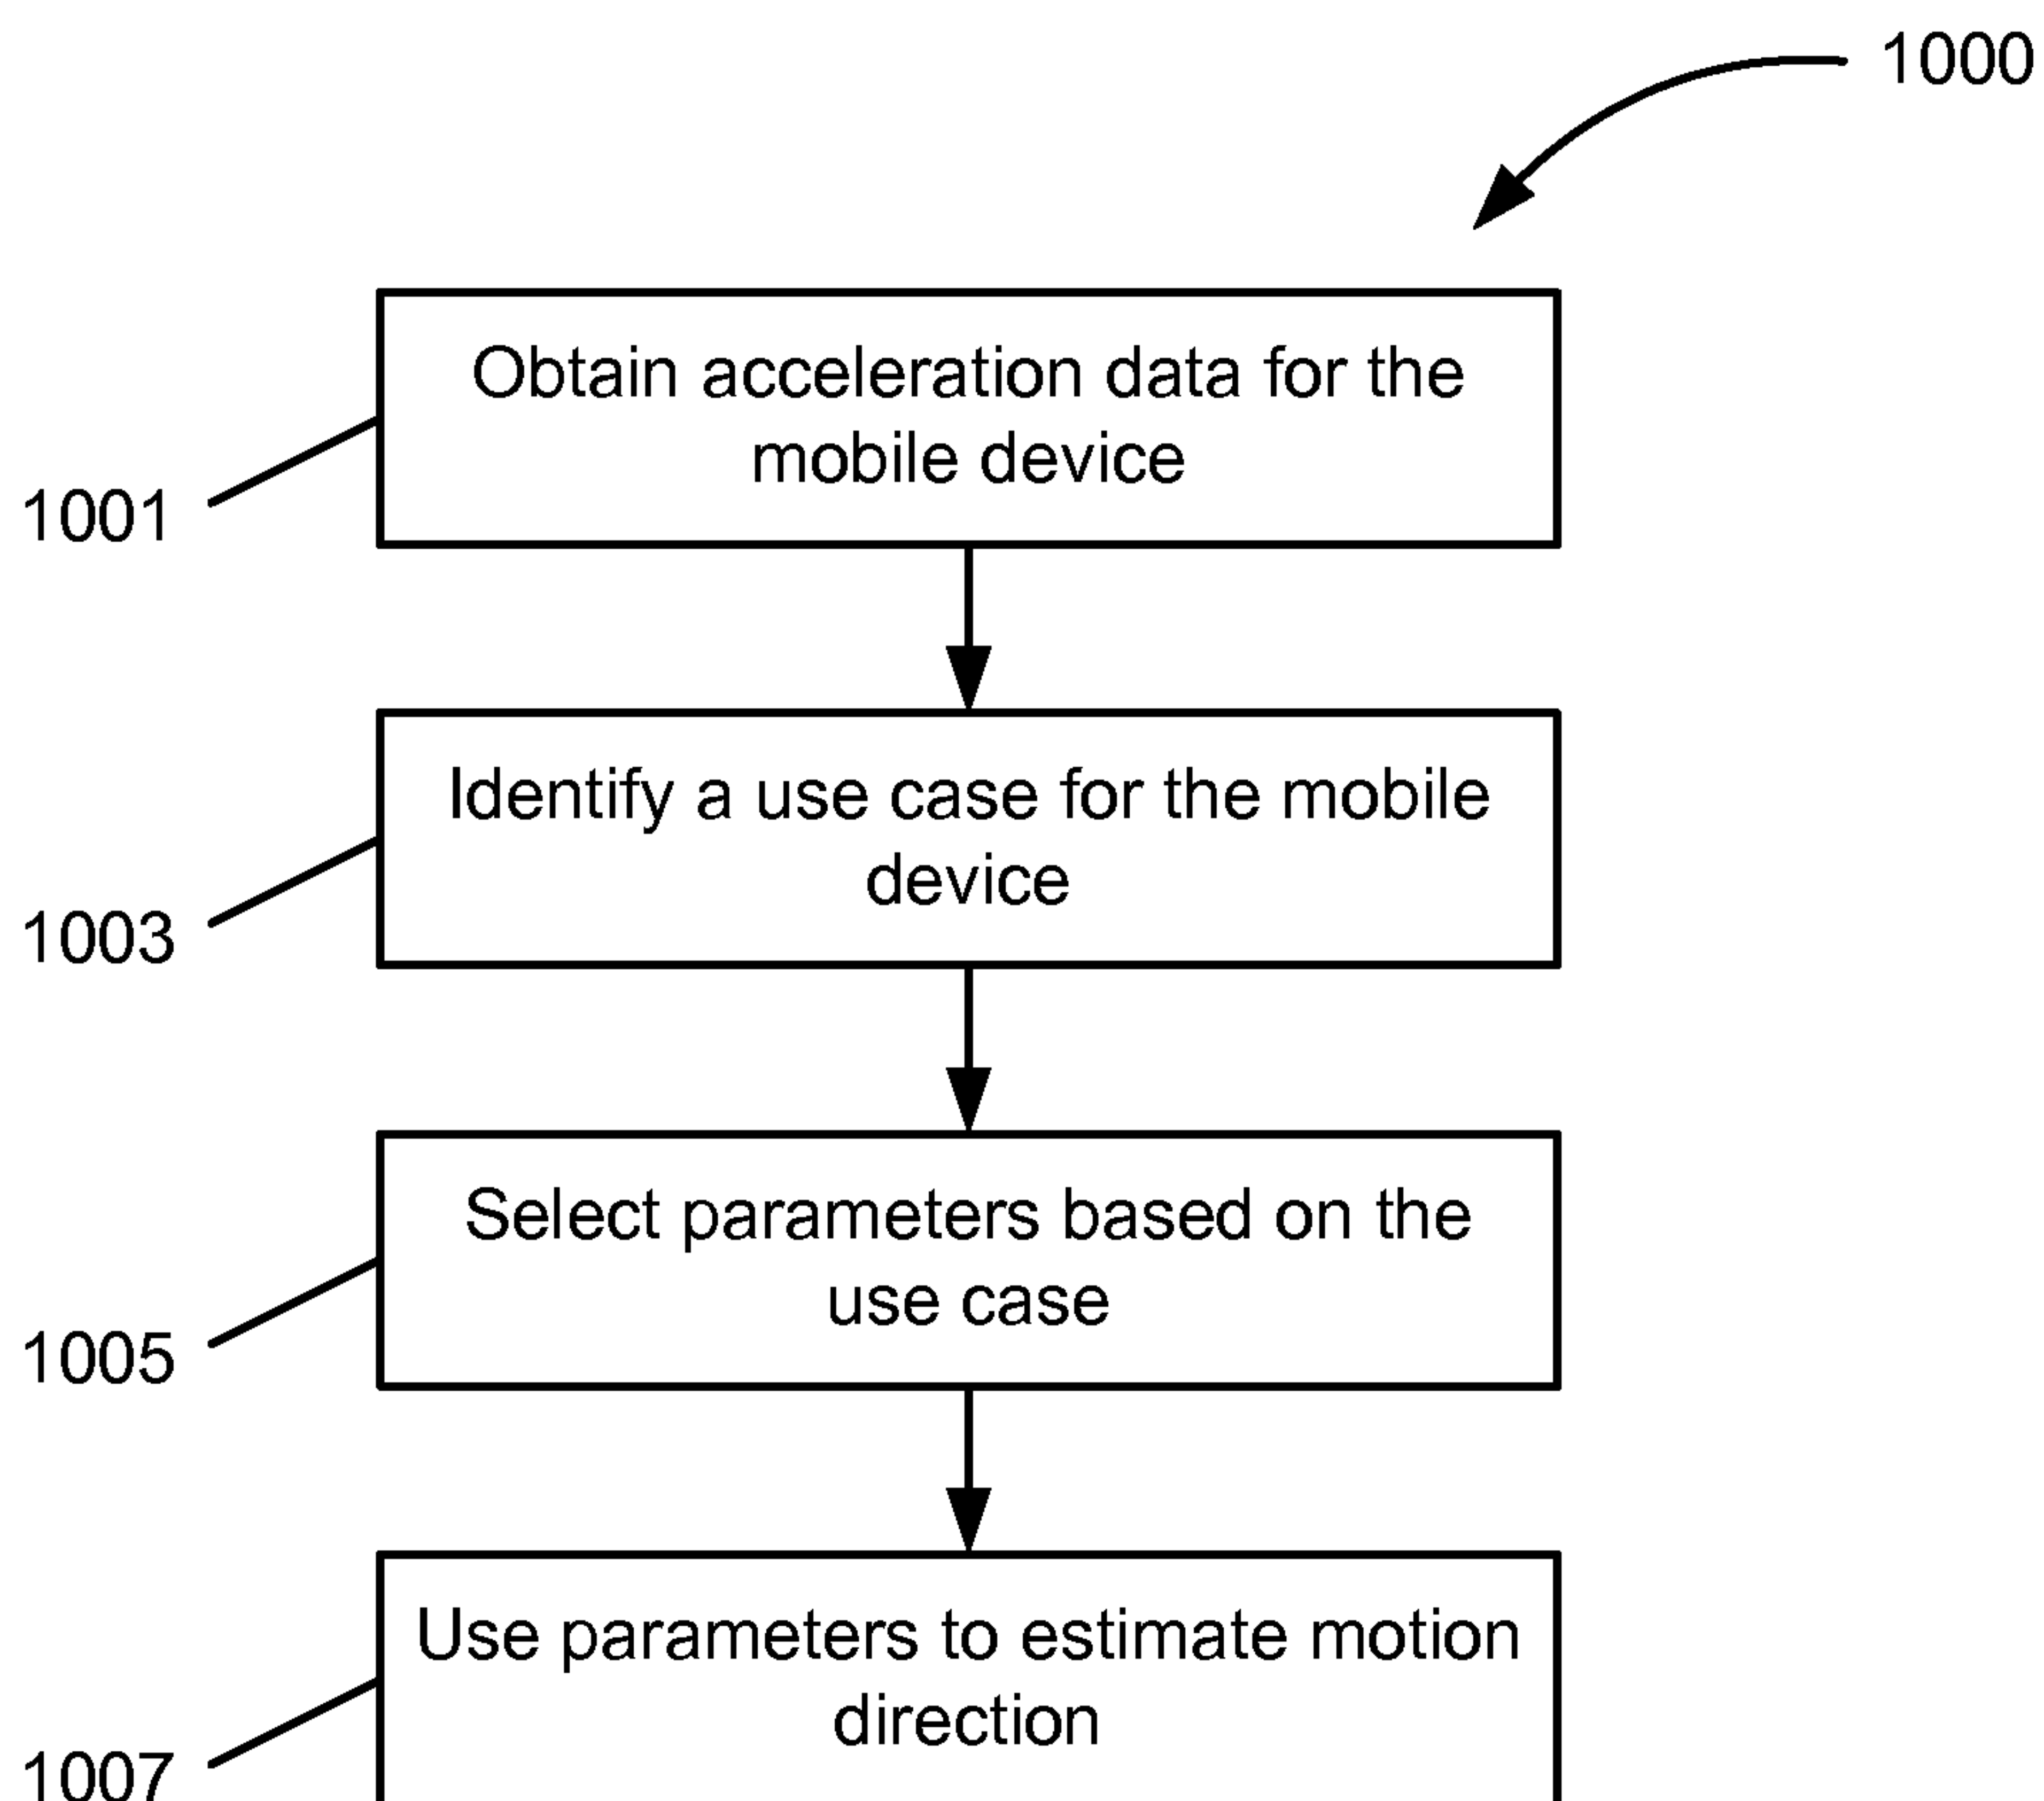 1000
Obtain acceleration data for the
mobile device
1001
Identify a use case for the mobile
device
1003
Select parameters based on the
use case
1005
Use parameters to estimate motion
direction
1007